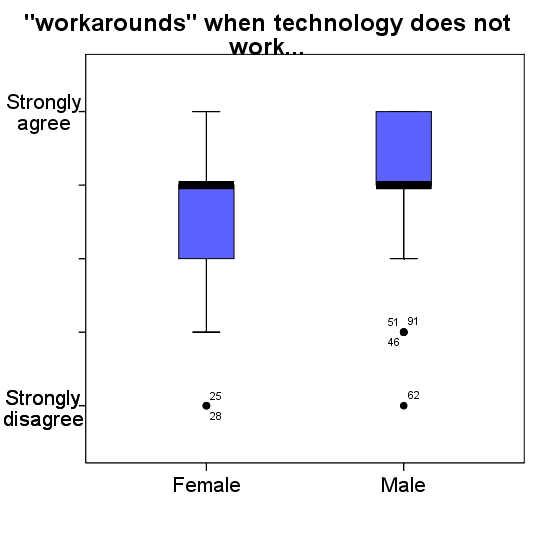 "workarounds" when technology does not
work...
Strongly
agree
51 91
46
25
28
62
Strongly
disagree
Female Male